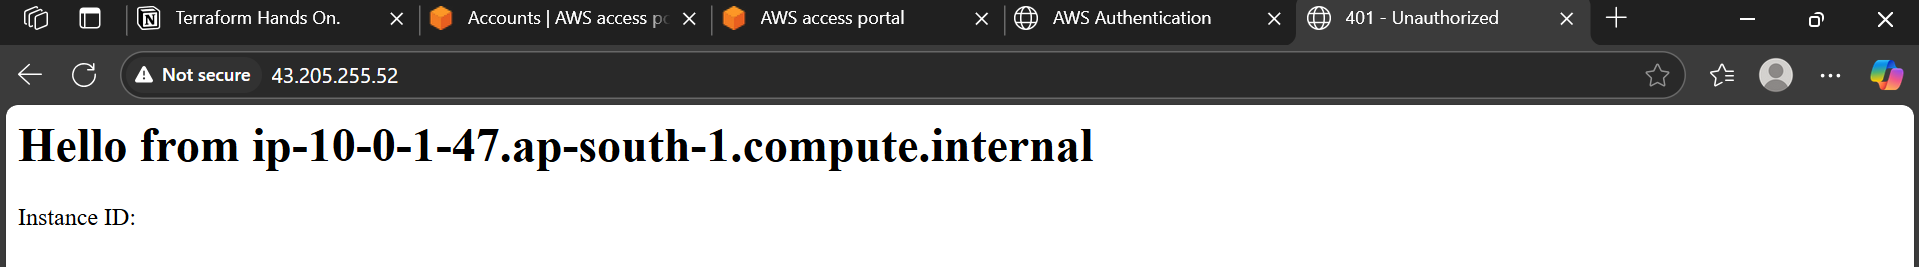 Terraform Hands On.
Accounts | AWS access po
AWS access portal
AWS Authentication
401 - Unauthorized
Not secure
43.205.255.52
Hello from ip-10-0-1-47.ap-south-1.compute.internal
Instance ID: